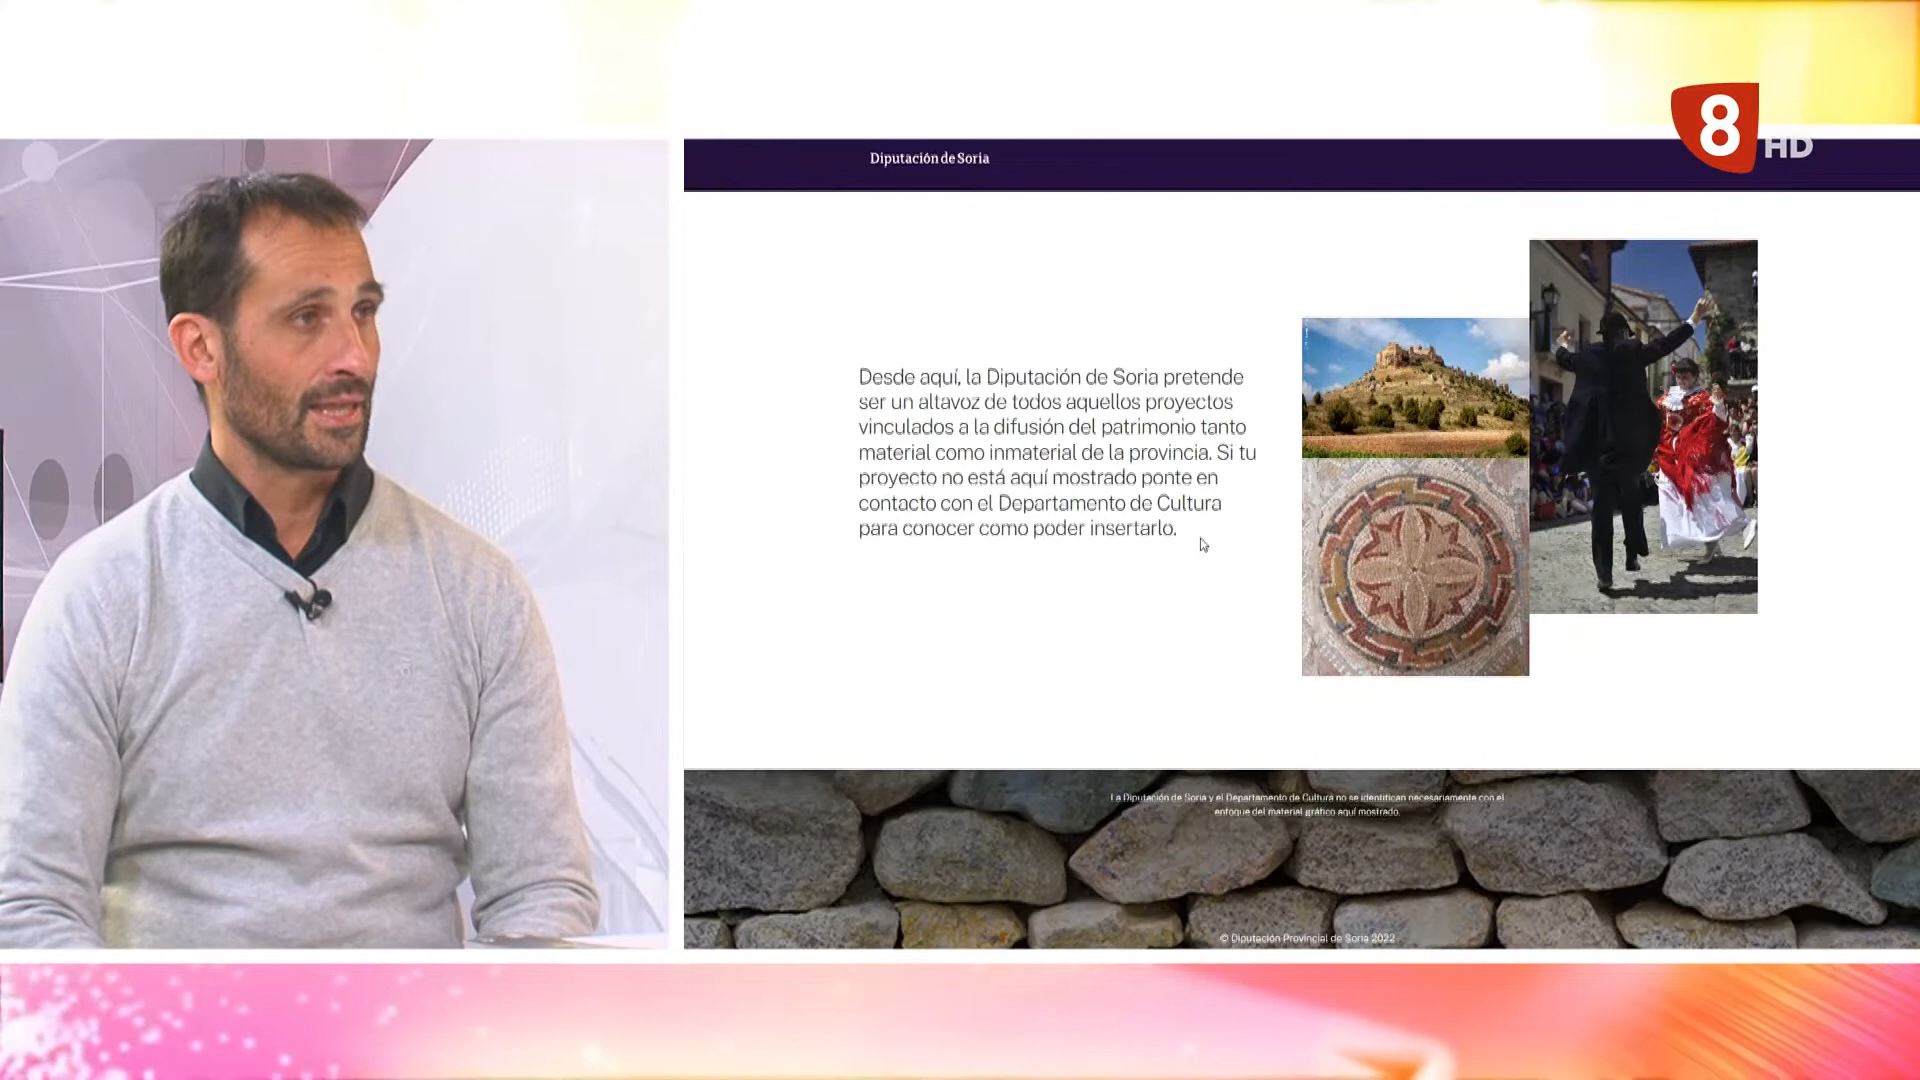 8
HD
Diputación de Soria
Desde aquí, la Diputación de Soria pretende
ser un altavoz de todos aquellos proyectos
vinculados a la difusión del patrimonio tanto
material como inmaterial de la provincia. Si tu
proyecto no está aquí mostrado ponte en
contacto con el Departamento de Cultura
para conocer como poder insertarlo.
La Diputación de Soria y el Departamento de Cultura no se identifican necesariamente con el
enfoque del material gráfico aquí mostrado.
© Diputación Provincial de Soria 2022